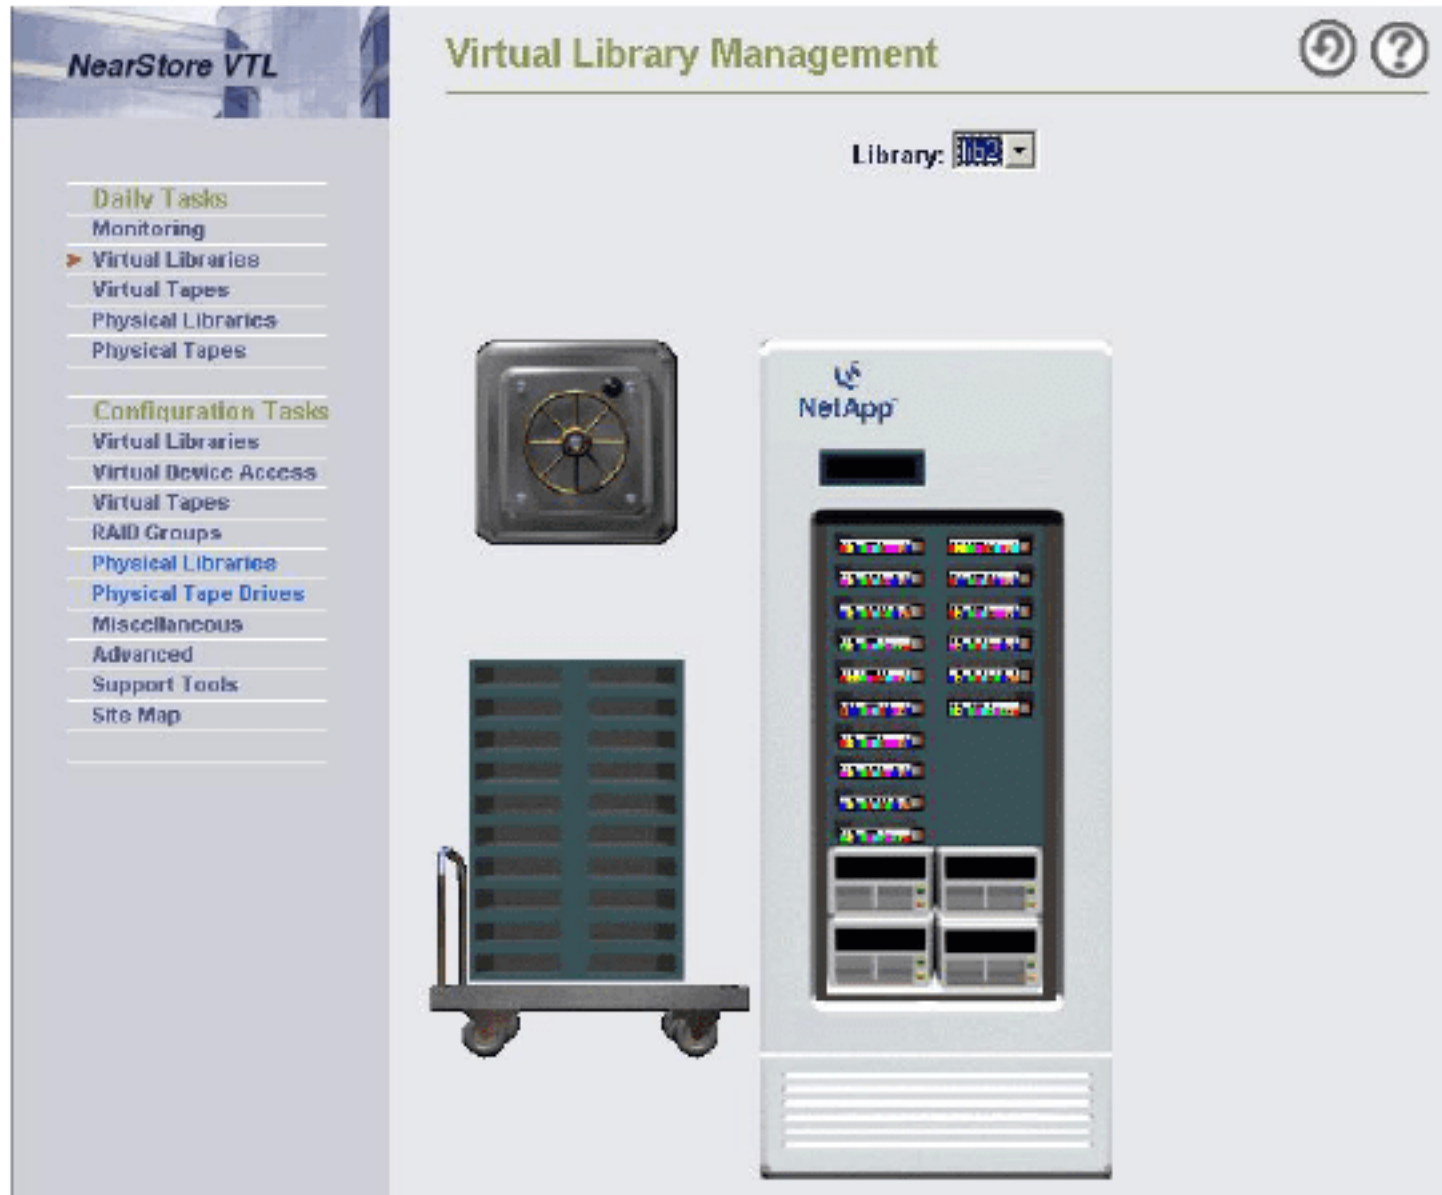 NearStore VTL
Virtual Library Management
?
Library: lib2
Daily Tasks
Monitoring
Virtual Libraries
Virtual Tapes
Physical Libraries
Physical Tapes
Configuration Tasks
Virtual Libraries
Virtual Device Access
Virtual Tapes
RAID Groups
Physical Libraries
Physical Tape Drives
Miscellaneous
Advanced
Support Tools
Site Map
NetApp